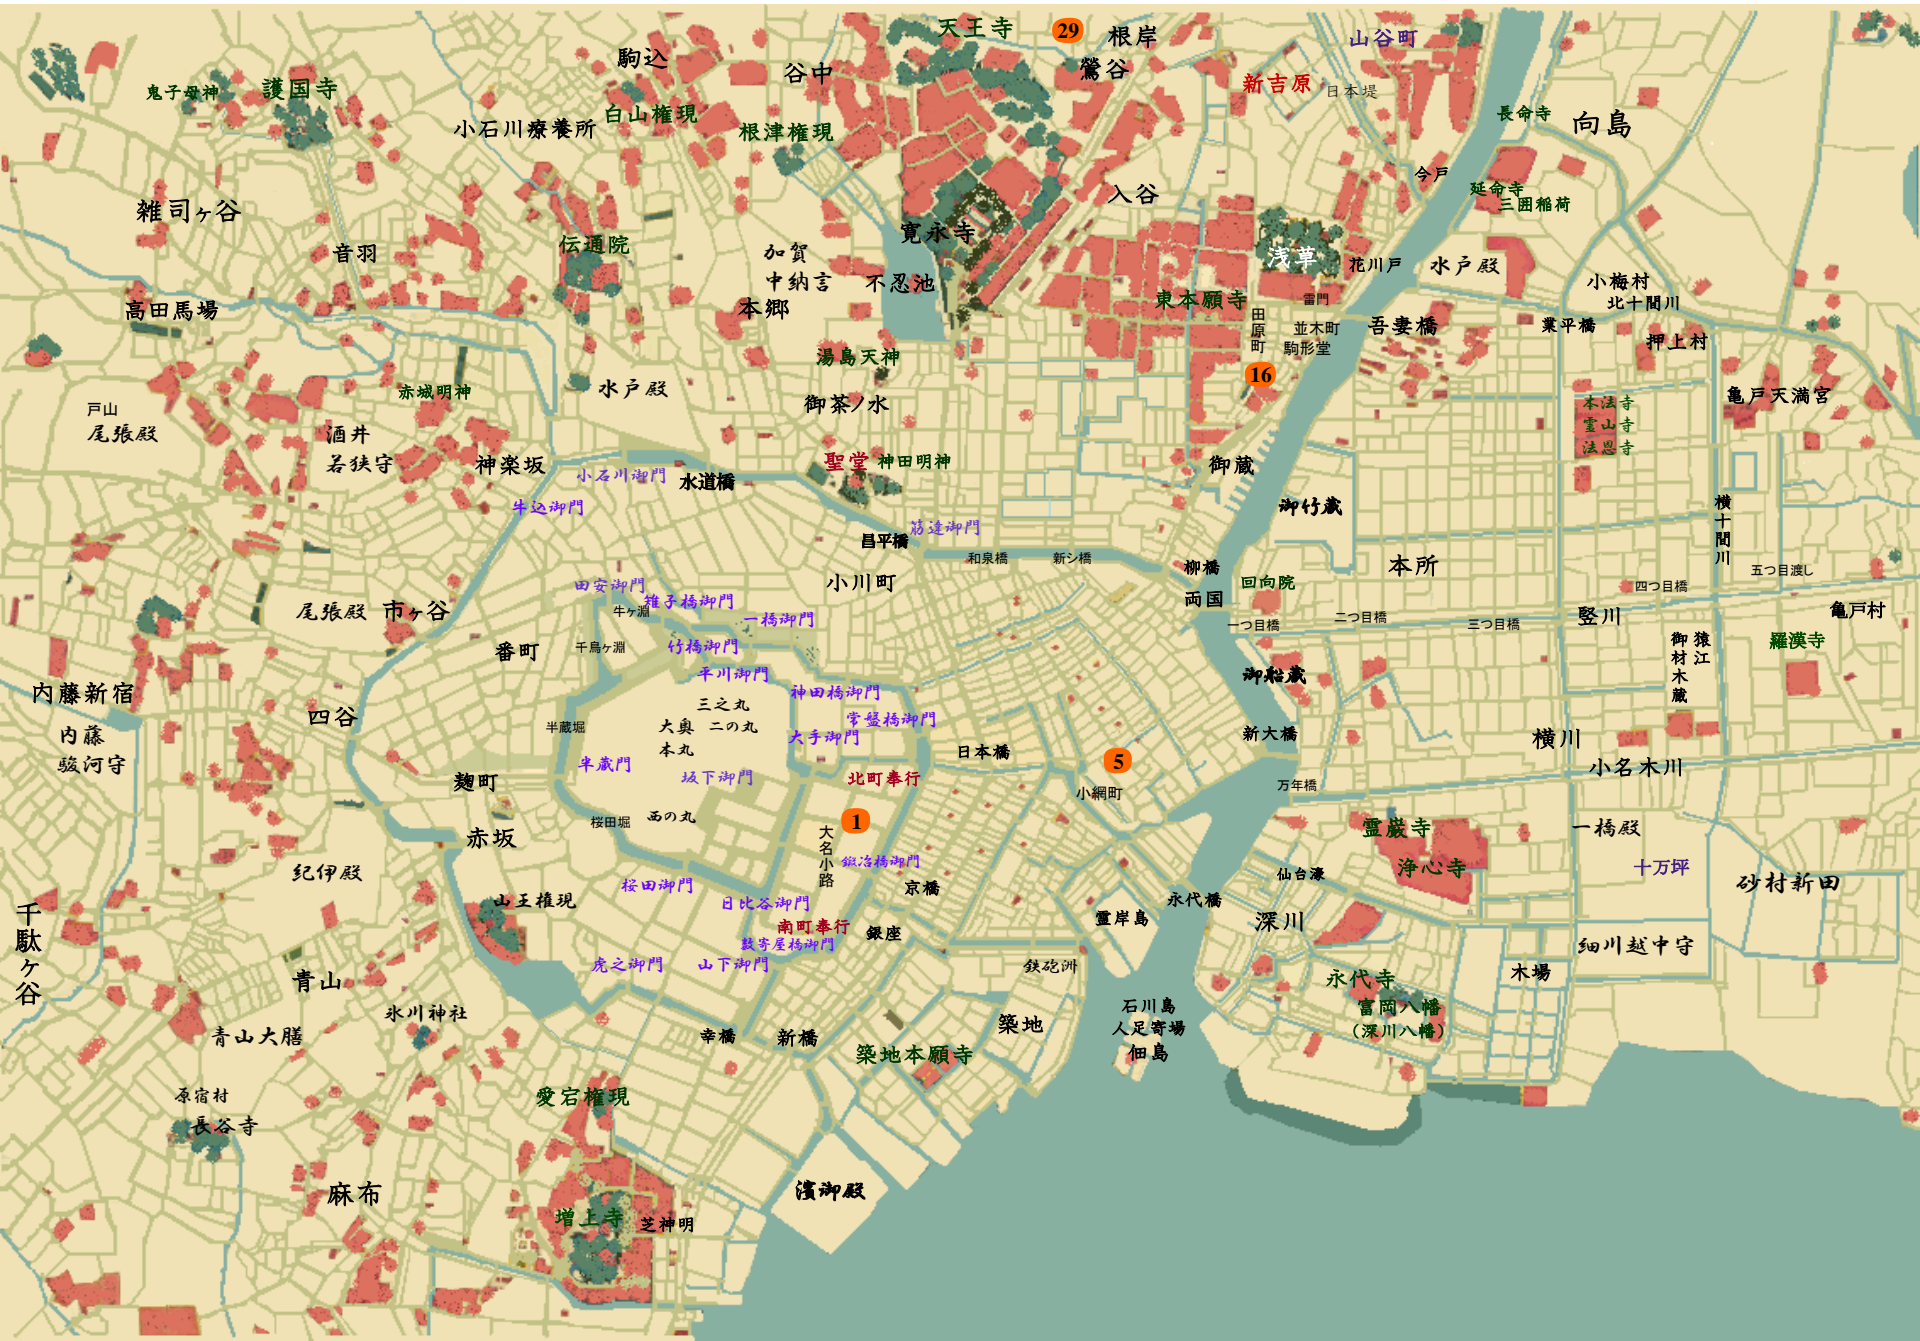 天王寺
29
根岸
鶯谷
山谷町
駒込
谷中
新吉原
日本堤
鬼子母神
護国寺
白山権現
根津権現
小石川療養所
長命寺
向島
入谷
今戸
延命寺
三囲稲荷
雑司ヶ谷
音羽
伝通院
加賀
中納言
寛永寺
不忍池
浅草
花川戸
水戸殿
小梅村
北十間川
高田馬場
本郷
東本願寺
雷門
田原町
並木町
駒形堂
吾妻橋
業平橋
押上村
湯島天神
16
赤城明神
水戸殿
御茶ノ水
本法寺
霊山寺
法恩寺
亀戸天満宮
戸山
尾張殿
酒井
若狭守
神楽坂
小石川御門
水道橋
聖堂
神田明神
御蔵
牛込御門
筋違御門
昌平橋
御竹蔵
横十間川
和泉橋
新シ橋
柳橋
本所
五つ目渡し
小川町
回向院
四つ目橋
田安御門
雉子橋御門
牛ヶ淵
一橋御門
両国
一つ目橋
二つ目橋
三つ目橋
竪川
亀戸村
尾張殿
市ヶ谷
番町
千鳥ヶ淵
竹橋御門
平川御門
御船蔵
猿江
御材木蔵
羅漢寺
内藤新宿
内藤
駿河守
四谷
半蔵堀
三之丸
大奥
二の丸
本丸
神田橋御門
常盤橋御門
大手御門
日本橋
5
新大橋
横川
小名木川
半蔵門
坂下御門
北町奉行
小網町
万年橋
麹町
桜田堀
西の丸
1
大名小路
赤坂
鍛冶橋御門
霊巌寺
浄心寺
一橋殿
十万坪
砂村新田
紀伊殿
桜田御門
京橋
仙台濠
山王権現
日比谷御門
南町奉行
数寄屋橋御門
銀座
霊岸島
永代橋
深川
千駄ヶ谷
虎之御門
山下御門
鉄砲洲
細川越中守
木場
青山
氷川神社
青山大膳
幸橋
新橋
築地
築地本願寺
石川島
人足寄場
佃島
永代寺
富岡八幡
(深川八幡)
原宿村
長谷寺
愛宕権現
麻布
増上寺
芝神明
濱御殿